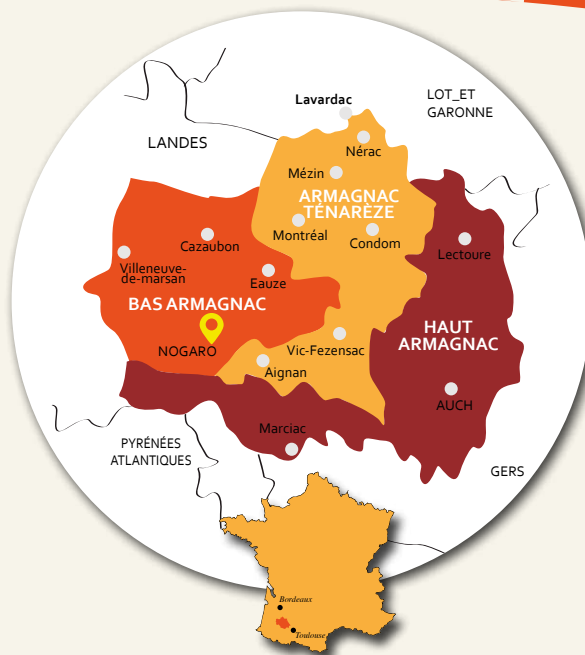 Lavardac
LOT_ET
GARONNE
LANDES
Nérac
Mézin
ARMAGNAC
TÉNARÈZE
Montréal
Condom
Cazaubon
Lectoure
Villeneuve-
de-marsan
Eauze
BAS ARMAGNAC
HAUT
ARMAGNAC
NOGARO
Vic-Fezensac
Aignan
AUCH
Marciac
PYRÉNÉES
ATLANTIQUES
GERS
Bordeaux
Toulouse